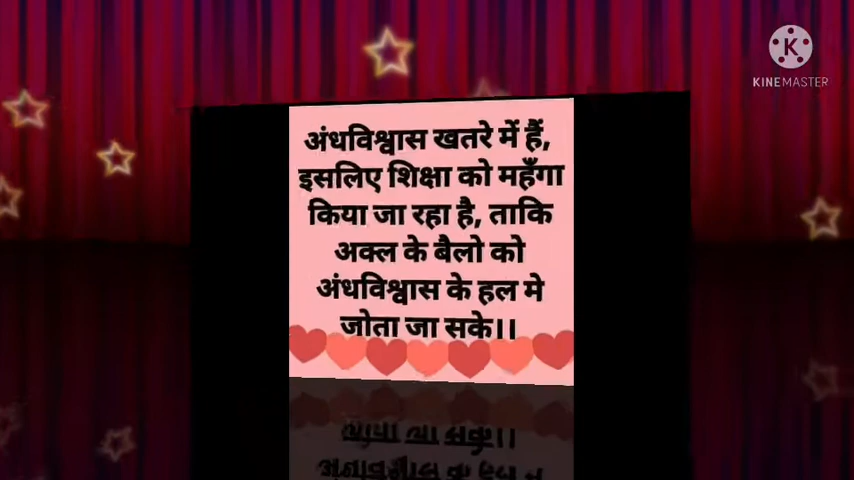 KINEMASTER
अंधविश्वास खतरे में हैं,
इसलिए शिक्षा को महँगा
किया जा रहा है, ताकि
अक्ल के बैलो को
अंधविश्वास के हल मे
जोता जा सके।।